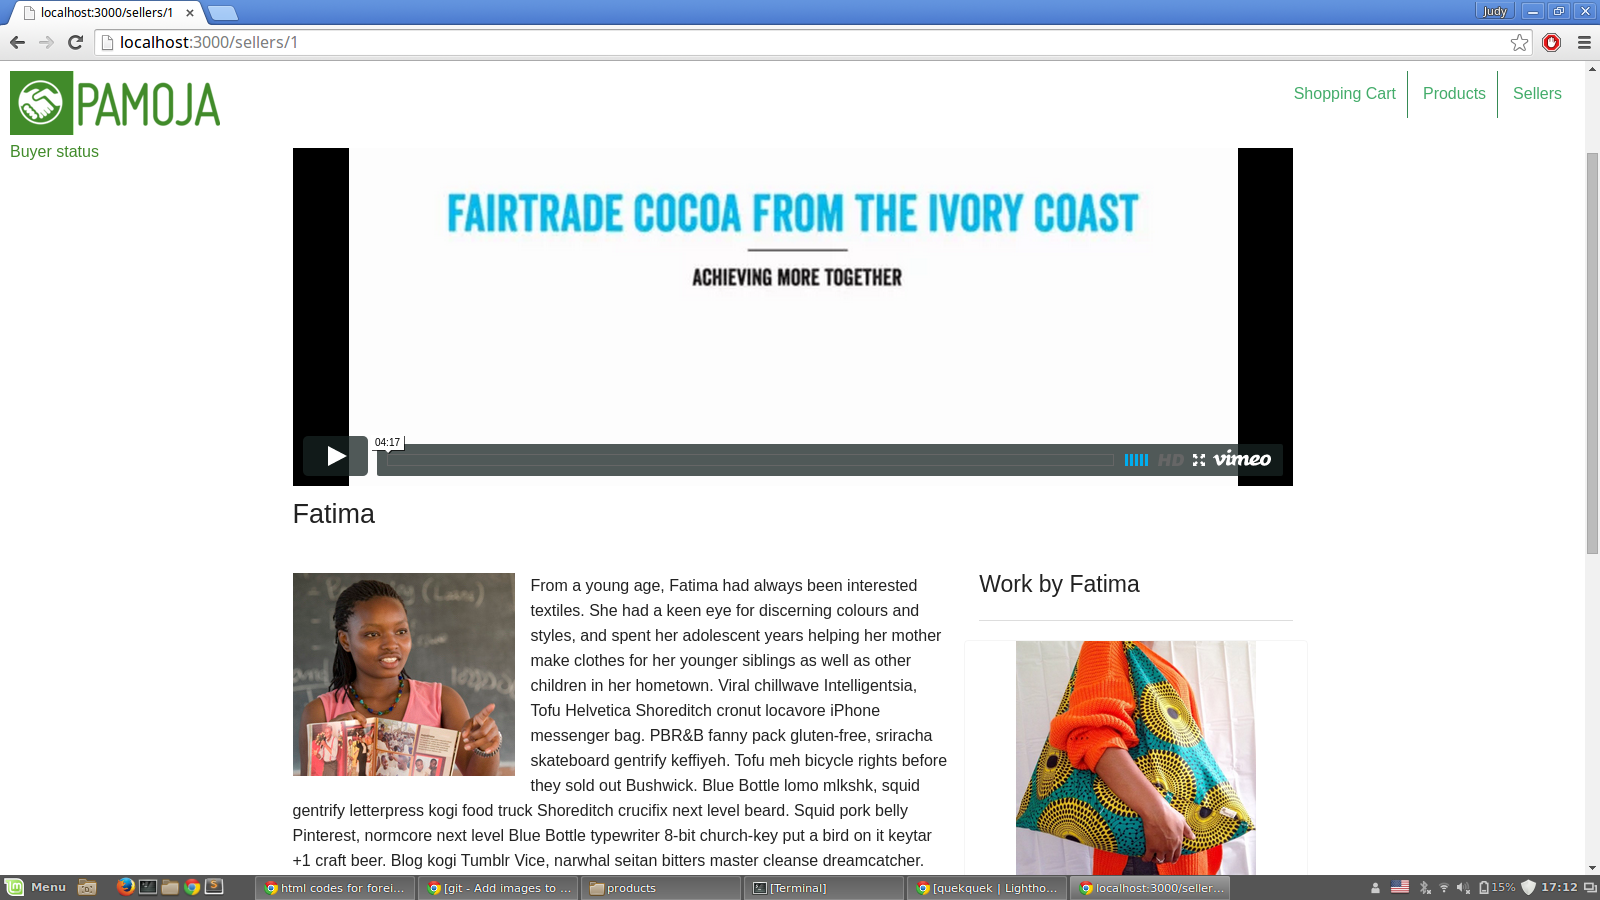 localhost:3000/sellers/1
Judy
localhost:3000/sellers/1
PAMOJA
Shopping Cart
Products
Sellers
Buyer status
FAIRTRADE COCOA FROM THE IVORY COAST
ACHIEVING MORE TOGETHER
04:17
HD
vimeo
Fatima
From a young age, Fatima had always been interested
textiles. She had a keen eye for discerning colours and
styles, and spent her adolescent years helping her mother
make clothes for her younger siblings as well as other
children in her hometown. Viral chillwave Intelligentsia,
Tofu Helvetica Shoreditch cronut locavore iPhone
messenger bag. PBR&B fanny pack gluten-free, sriracha
skateboard gentrify keffiyeh. Tofu meh bicycle rights before
they sold out Bushwick. Blue Bottle lomo mlkshk, squid
gentrify letterpress kogi food truck Shoreditch crucifix next level beard. Squid pork belly
Pinterest, normcore next level Blue Bottle typewriter 8-bit church-key put a bird on it keytar
+1 craft beer. Blog kogi Tumblr Vice, narwhal seitan bitters master cleanse dreamcatcher.
Work by Fatima
Menu
html codes for forei...
[git - Add images to ...
products
[Terminal]
[quekquek | Lightho...
localhost:3000/seller...
15%
17:12